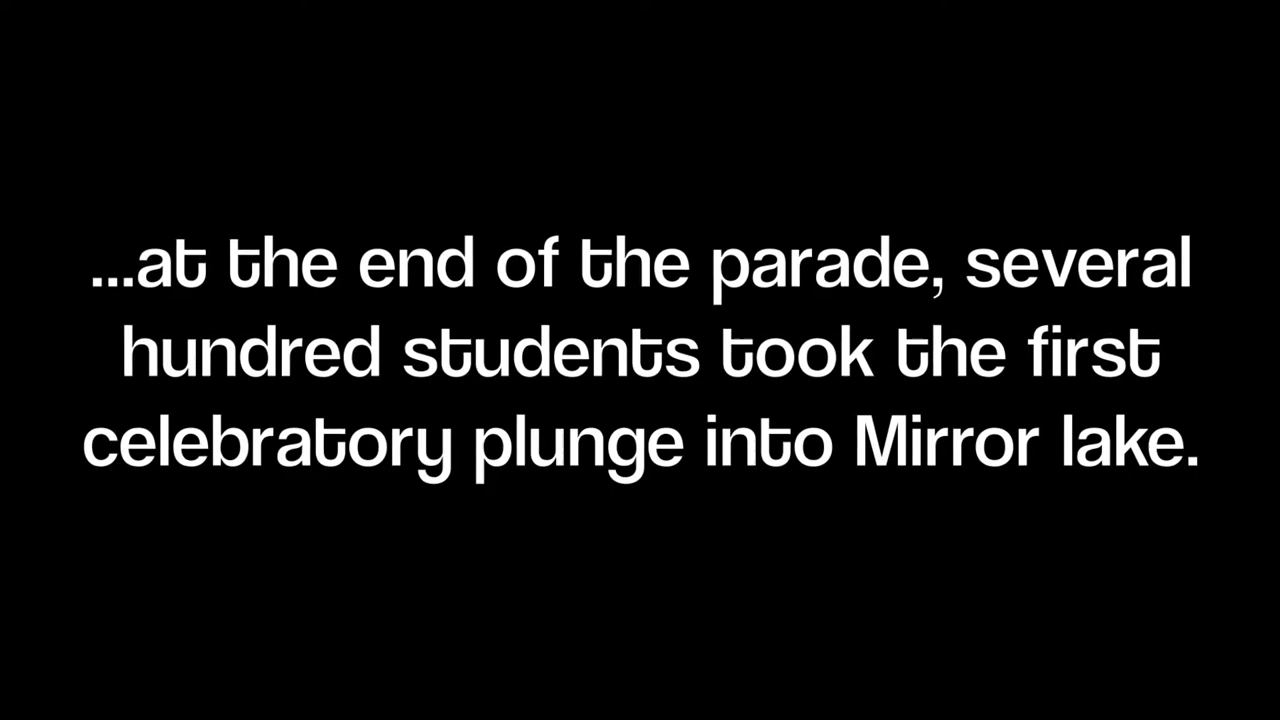 ...at the end of the parade, several
hundred students took the first
celebratory plunge into Mirror lake.